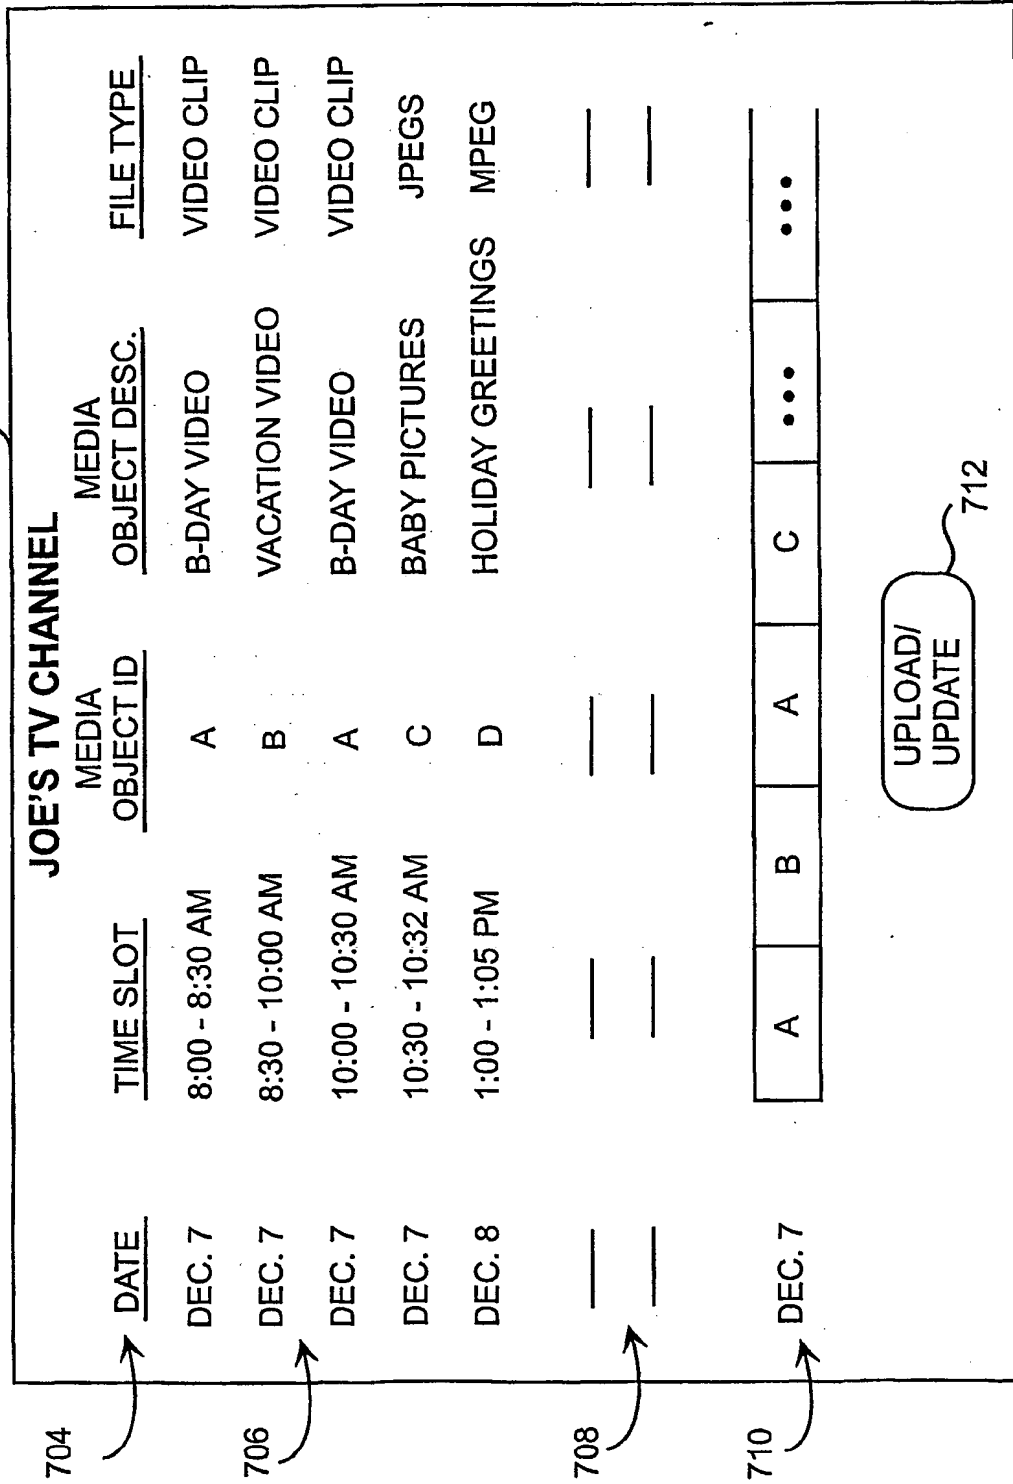 JOE'S TV CHANNEL
704
DATE TIME SLOT MEDIA OBJECT ID MEDIA OBJECT DESC. FILE TYPE
DEC. 7 8:00 - 8:30 AM A B-DAY VIDEO VIDEO CLIP
706
DEC. 7 8:30 - 10:00 AM B VACATION VIDEO VIDEO CLIP
DEC. 7 10:00 - 10:30 AM A B-DAY VIDEO VIDEO CLIP
DEC. 7 10:30 - 10:32 AM C BABY PICTURES JPEGS
DEC. 8 1:00 - 1:05 PM D HOLIDAY GREETINGS MPEG
708
710
DEC. 7 A B A C ••• •••
UPLOAD/
UPDATE
712